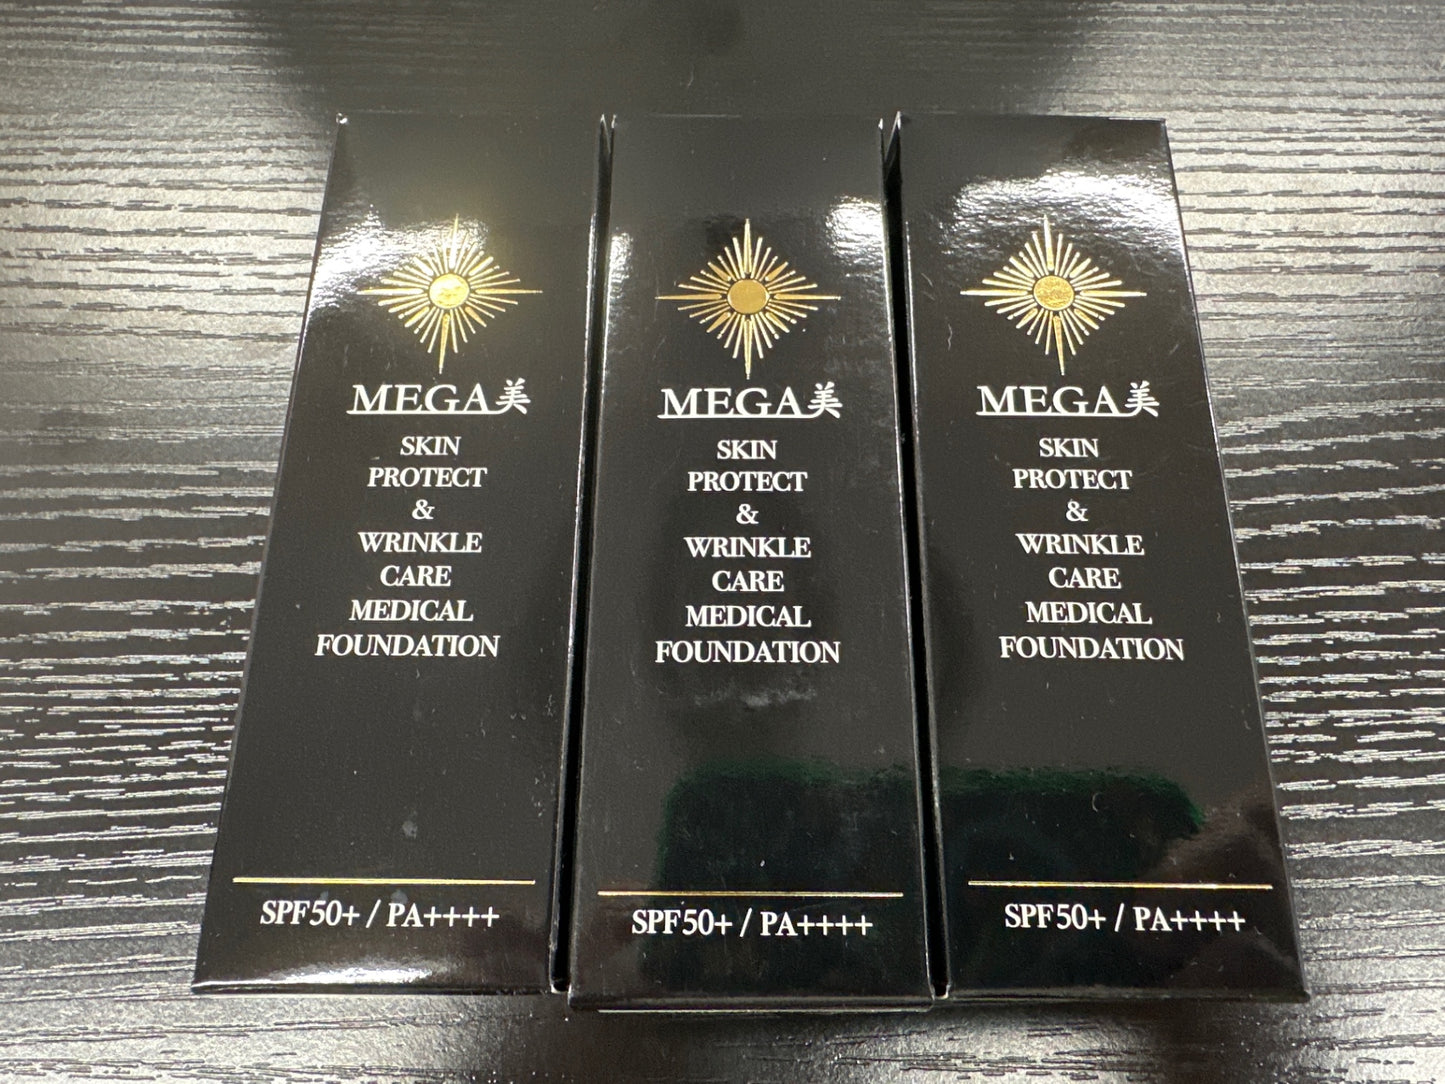 MEGA美
SKIN
PROTECT
&
WRINKLE
CARE
MEDICAL
FOUNDATION
SPF50+ / PA++++
MEGA美
SKIN
PROTECT
&
WRINKLE
CARE
MEDICAL
FOUNDATION
SPF50+ / PA++++
MEGA美
SKIN
PROTECT
&
WRINKLE
CARE
MEDICAL
FOUNDATION
SPF50+ / PA++++